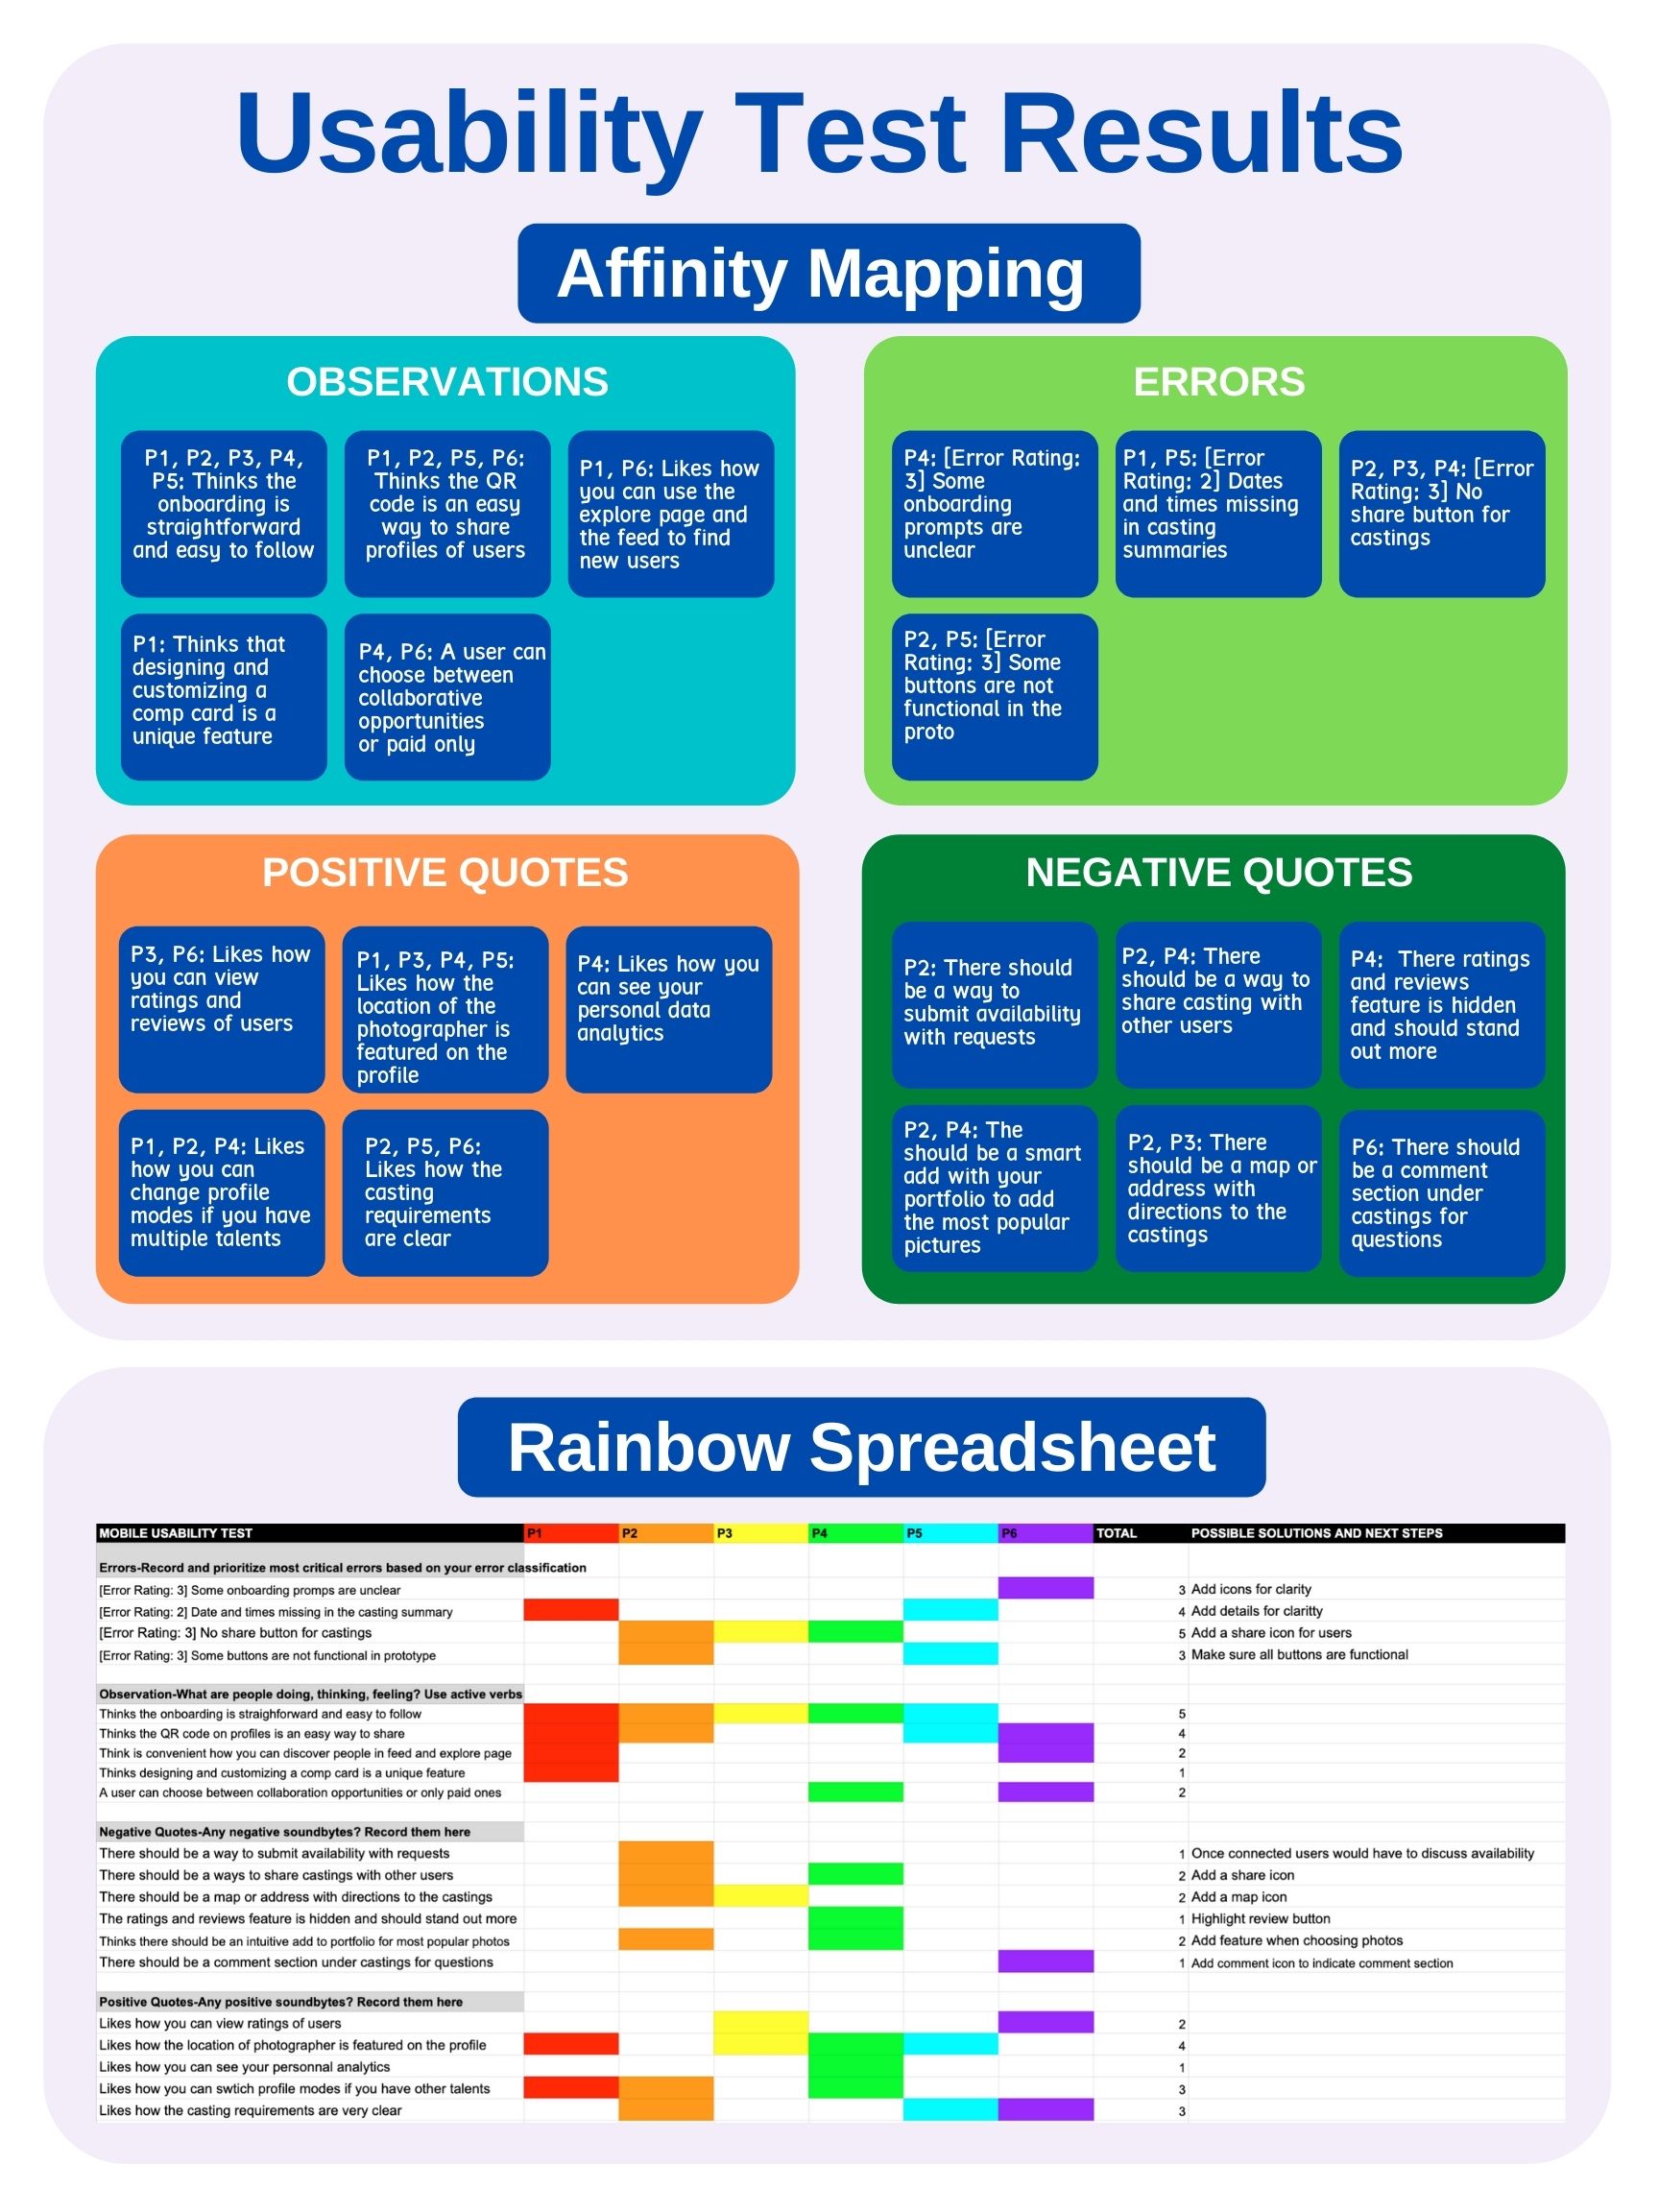 Usability Test Results
Affinity Mapping
OBSERVATIONS
P1, P2, P3, P4,
P5: Thinks the
onboarding is
straightforward
and easy to follow
P1, P2, P5, P6:
Thinks the QR
code is an easy
way to share
profiles of users
P1, P6: Likes how
you can use the
explore page and
the feed to find
new users
P1: Thinks that
designing and
customizing a
comp card is a
unique feature
P4, P6: A user can
choose between
collaborative
opportunities
or paid only
ERRORS
P4: [Error Rating:
3] Some
onboarding
prompts are
unclear
P1, P5: [Error
Rating: 2] Dates
and times missing
in casting
summaries
P2, P3, P4: [Error
Rating: 3] No
share button for
castings
P2, P5: [Error
Rating: 3] Some
buttons are not
functional in the
proto
POSITIVE QUOTES
P3, P6: Likes how
you can view
ratings and
reviews of users
P1, P3, P4, P5:
Likes how the
location of the
photographer is
featured on the
profile
P4: Likes how you
can see your
personal data
analytics
P1, P2, P4: Likes
how you can
change profile
modes if you have
multiple talents
P2, P5, P6:
Likes how the
casting
requirements
are clear
NEGATIVE QUOTES
P2: There should
be a way to
submit availability
with requests
P2, P4: There
should be a way to
share casting with
other users
P4:  There ratings
and reviews
feature is hidden
and should stand
out more
P2, P4: The
should be a smart
add with your
portfolio to add
the most popular
pictures
P2, P3: There
should be a map or
address with
directions to the
castings
P6: There should
be a comment
section under
castings for
questions
Rainbow Spreadsheet
MOBILE USABILITY TEST P1 P2 P3 P4 P5 P6 TOTAL POSSIBLE SOLUTIONS AND NEXT STEPS
Errors-Record and prioritize most critical errors based on your error classification
[Error Rating: 3] Some onboarding promps are unclear 3 Add icons for clarity
[Error Rating: 2] Date and times missing in the casting summary 4 Add details for claritty
[Error Rating: 3] No share button for castings 5 Add a share icon for users
[Error Rating: 3] Some buttons are not functional in prototype 3 Make sure all buttons are functional
Observation-What are people doing, thinking, feeling? Use active verbs
Thinks the onboarding is straighforward and easy to follow 5
Thinks the QR code on profiles is an easy way to share 4
Think is convenient how you can discover people in feed and explore page 2
Thinks designing and customizing a comp card is a unique feature 1
A user can choose between collaboration opportunities or only paid ones 2
Negative Quotes-Any negative soundbytes? Record them here
There should be a way to submit availability with requests 1 Once connected users would have to discuss availability
There should be a ways to share castings with other users 2 Add a share icon
There should be a map or address with directions to the castings 2 Add a map icon
The ratings and reviews feature is hidden and should stand out more 1 Highlight review button
Thinks there should be an intuitive add to portfolio for most popular photos 2 Add feature when choosing photos
There should be a comment section under castings for questions 1 Add comment icon to indicate comment section
Positive Quotes-Any positive soundbytes? Record them here
Likes how you can view ratings of users 2
Likes how the location of photographer is featured on the profile 4
Likes how you can see your personnal analytics 1
Likes how you can swtich profile modes if you have other talents 3
Likes how the casting requirements are very clear 3